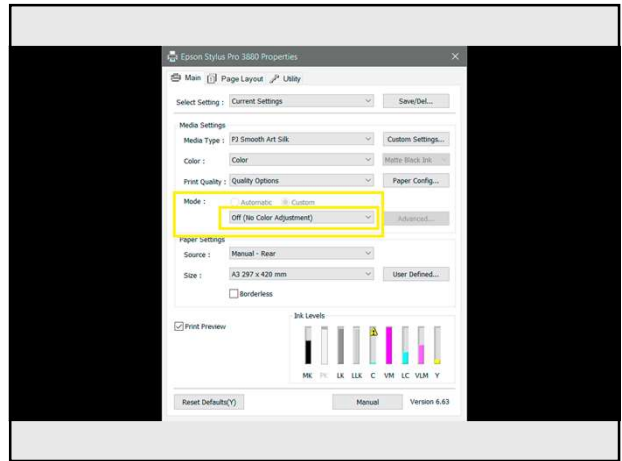 Epson Stylus Pro 3880 Properties
Main Page Layout Utility
Select Setting : Current Settings Save/Del...
Media Settings
Media Type : PJ Smooth Art Silk Custom Settings...
Color : Color Matte Black Ink
Print Quality : Quality Options Paper Config...
Mode : Automatic Custom
Off (No Color Adjustment) Advanced...
Paper Settings
Source : Manual - Rear
Size : A3 297 x 420 mm User Defined...
Borderless
Print Preview
Ink Levels
MK PK LK LLK C VM LC VLM Y
Reset Defaults(Y) Manual Version 6.63